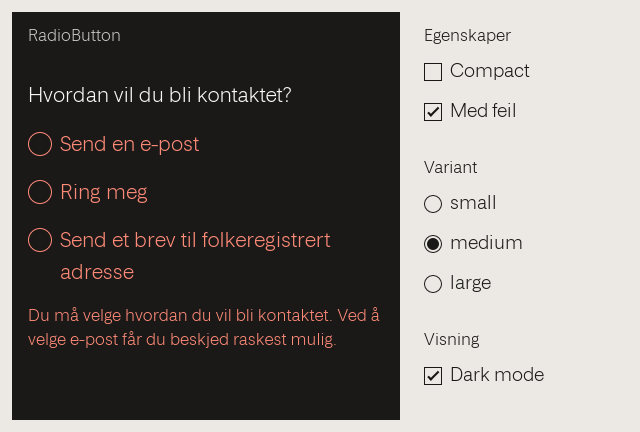 RadioButton
Hvordan vil du bli kontaktet?
Send en e-post
Ring meg
Send et brev til folkeregistrert
adresse
Du må velge hvordan du vil bli kontaktet. Ved å
velge e-post får du beskjed raskest mulig.
Egenskaper
Compact
Med feil
Variant
small
medium
large
Visning
Dark mode